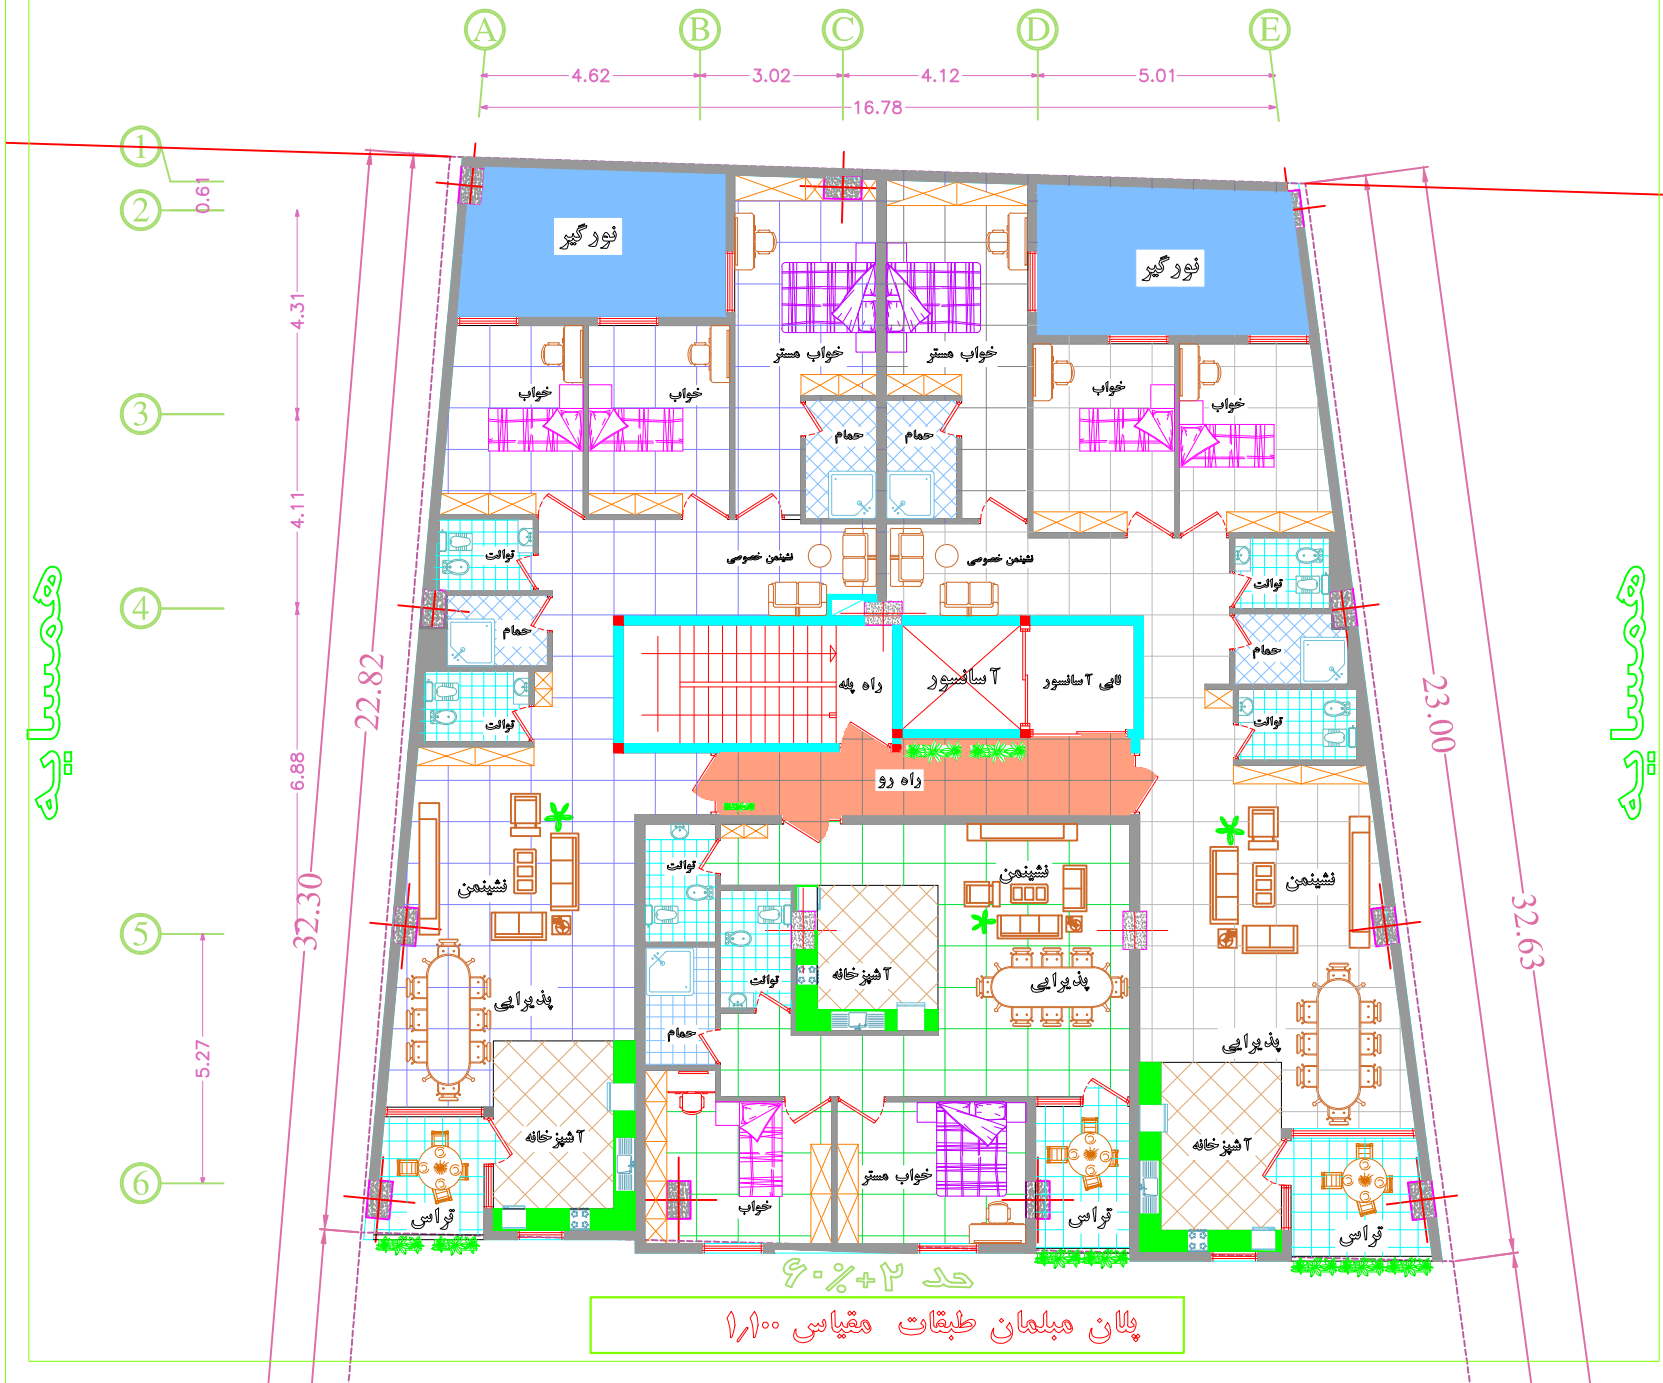 A B C D E
4.62 3.02 4.12 5.01
16.78
1
0.61
2
نورگیر
نورگیر
4.31
خواب مستر
خواب مستر
3
خواب
خواب
خواب
خواب
حمام
حمام
4.11
توالت
نشیمن خصوصی
نشیمن خصوصی
توالت
4
حمام
حمام
راه پله
آسانسور
لابی آسانسور
توالت
توالت
22.82
23.00
همسایه
همسایه
6.88
راه رو
توالت
نشیمن
نشیمن
نشیمن
32.30
32.63
5
پذیرایی
آشپزخانه
پذیرایی
توالت
حمام
پذیرایی
5.27
آشپزخانه
آشپزخانه
6
خواب
خواب مستر
تراس
تراس
تراس
حد ۲+٪۶۰
پلان مبلمان طبقات مقیاس ۱٫۱۰۰